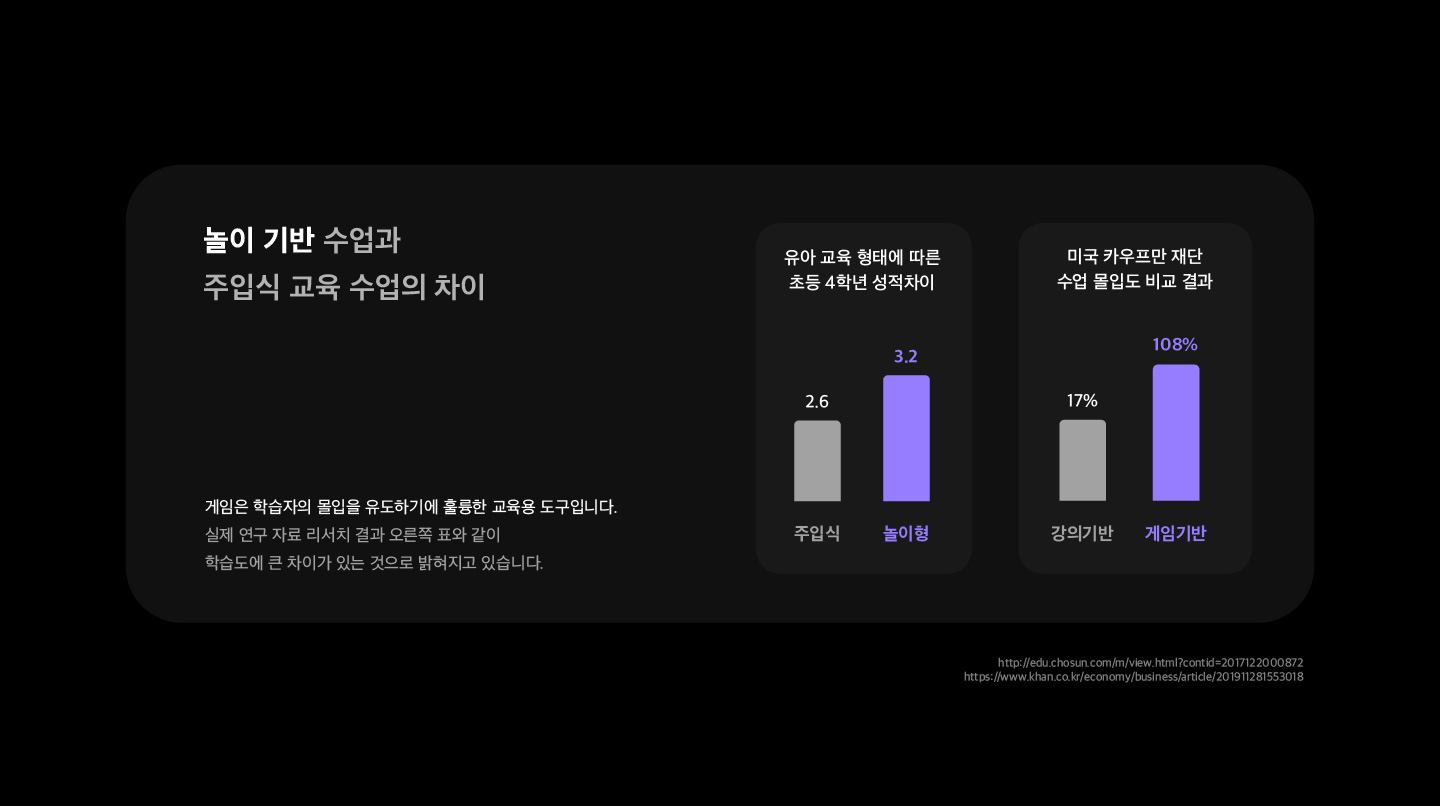 놀이 기반 수업과
주입식 교육 수업의 차이
게임은 학습자의 몰입을 유도하기에 훌륭한 교육용 도구입니다.
실제 연구 자료 리서치 결과 오른쪽 표와 같이
학습도에 큰 차이가 있는 것으로 밝혀지고 있습니다.
유아 교육 형태에 따른
초등 4학년 성적차이
3.2
2.6
주입식 놀이형
미국 카우프만 재단
수업 몰입도 비교 결과
108%
17%
강의기반 게임기반
http://edu.chosun.com/m/view.html?contid=2017122000872
https://www.khan.co.kr/economy/business/article/201911281553018